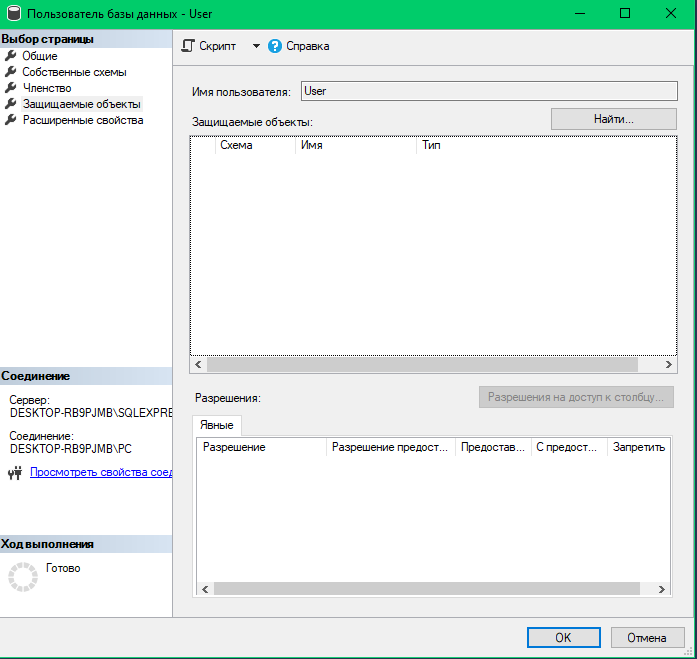 Пользователь базы данных - User
Выбор страницы
Общие
Собственные схемы
Членство
Защищаемые объекты
Расширенные свойства
Скрипт
Справка
Имя пользователя:
User
Защищаемые объекты:
Найти...
Схема
Имя
Тип
Соединение
Сервер:
DESKTOP-RB9PJMB\SQLEXPRE
Соединение:
DESKTOP-RB9PJMB\PC
Просмотреть свойства соед
Ход выполнения
Готово
Разрешения:
Разрешения на доступ к столбцу...
Явные
Разрешение
Разрешение предост...
Предостав...
С предост...
Запретить
OK
Отмена